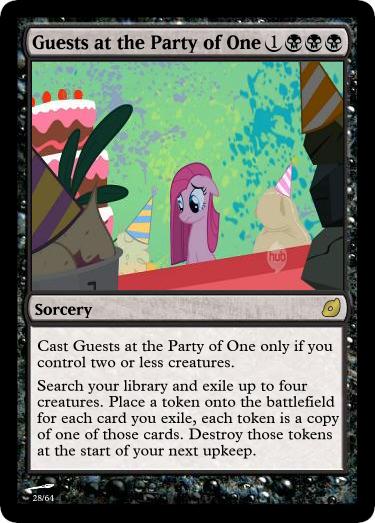 Guests at the Party of One 1
hub
Sorcery
Cast Guests at the Party of One only if you
control two or less creatures.
Search your library and exile up to four
creatures. Place a token onto the battlefield
for each card you exile, each token is a copy
of one of those cards. Destroy those tokens
at the start of your next upkeep.
28/64